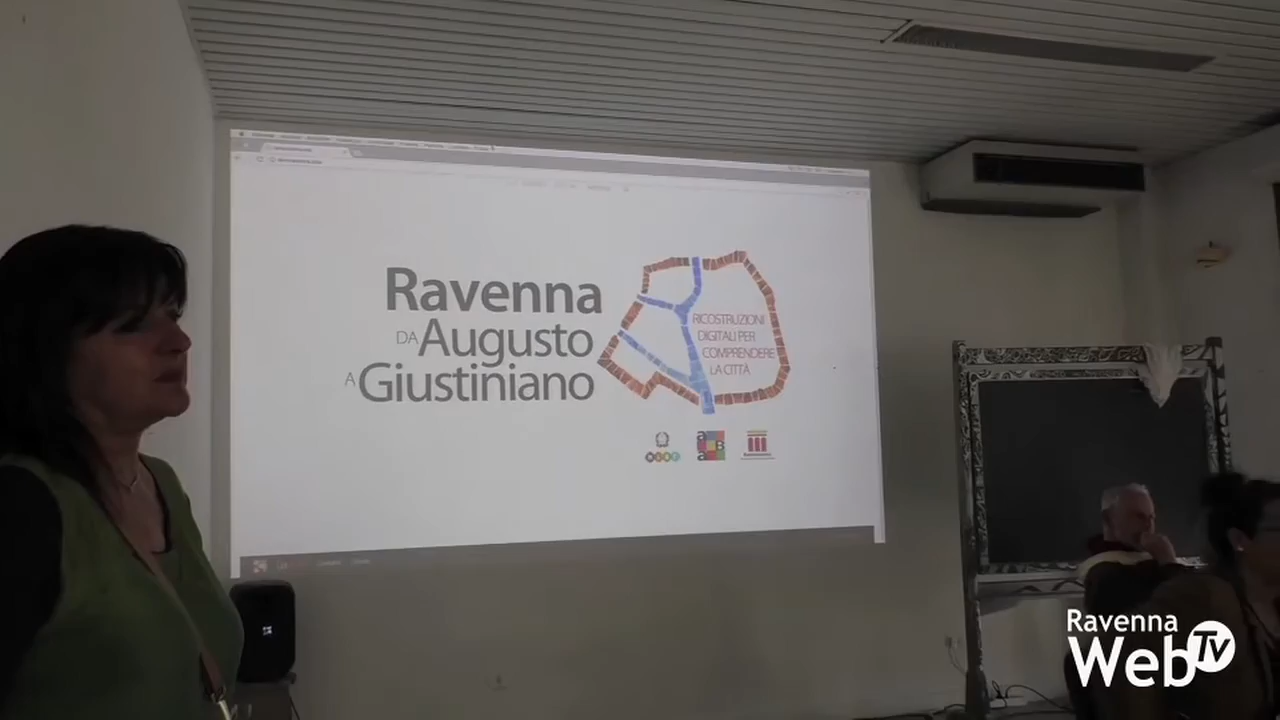 Ravenna
DA Augusto
A Giustiniano
RICOSTRUZIONI
DIGITALI PER
COMPRENDERE
LA CITTÀ
Ravenna
WebTv